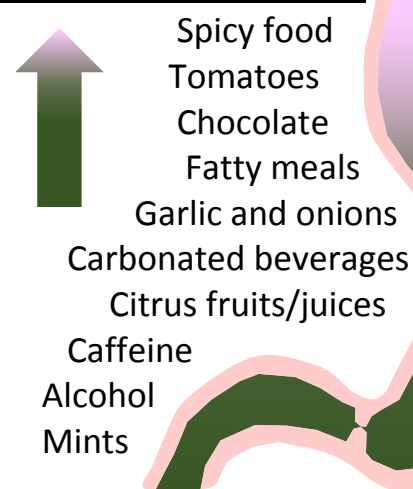 Spicy food
Tomatoes
Chocolate
Fatty meals
Garlic and onions
Carbonated beverages
Citrus fruits/juices
Caffeine
Alcohol
Mints